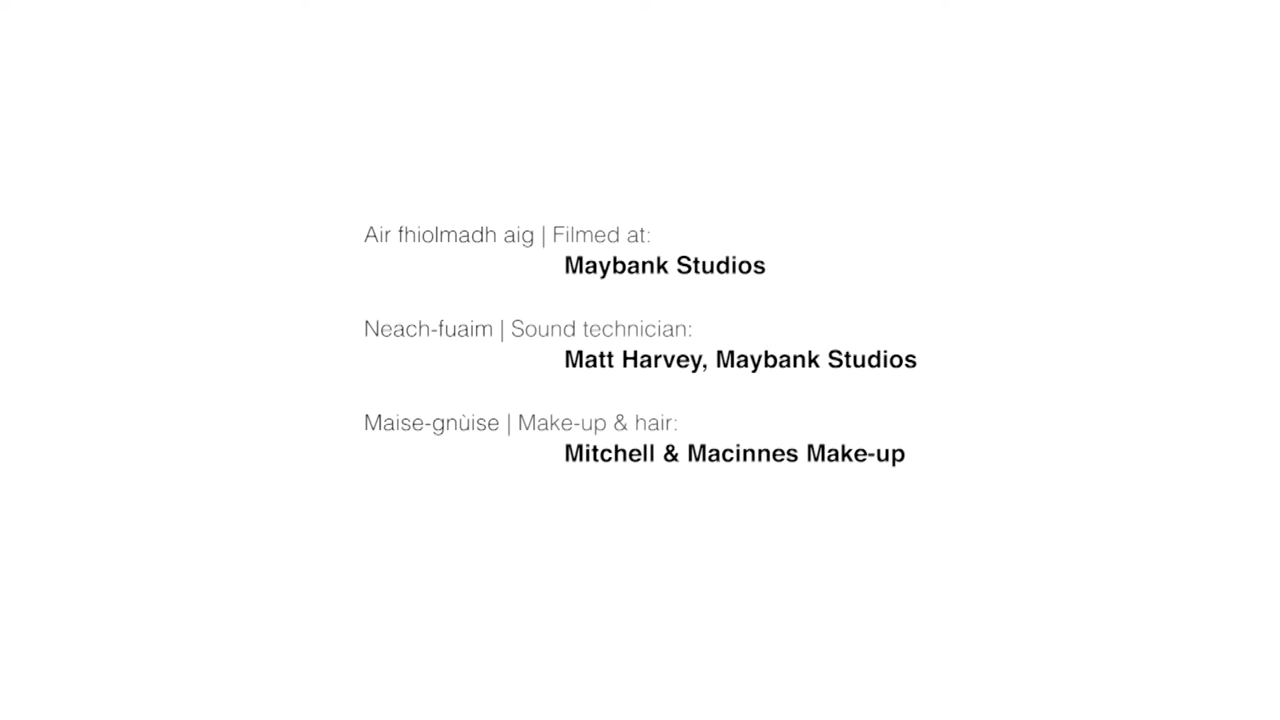 Air fhiolmadh aig | Filmed at:
Maybank Studios
Neach-fuaim | Sound technician:
Matt Harvey, Maybank Studios
Maise-gnùise | Make-up & hair:
Mitchell & Macinnes Make-up